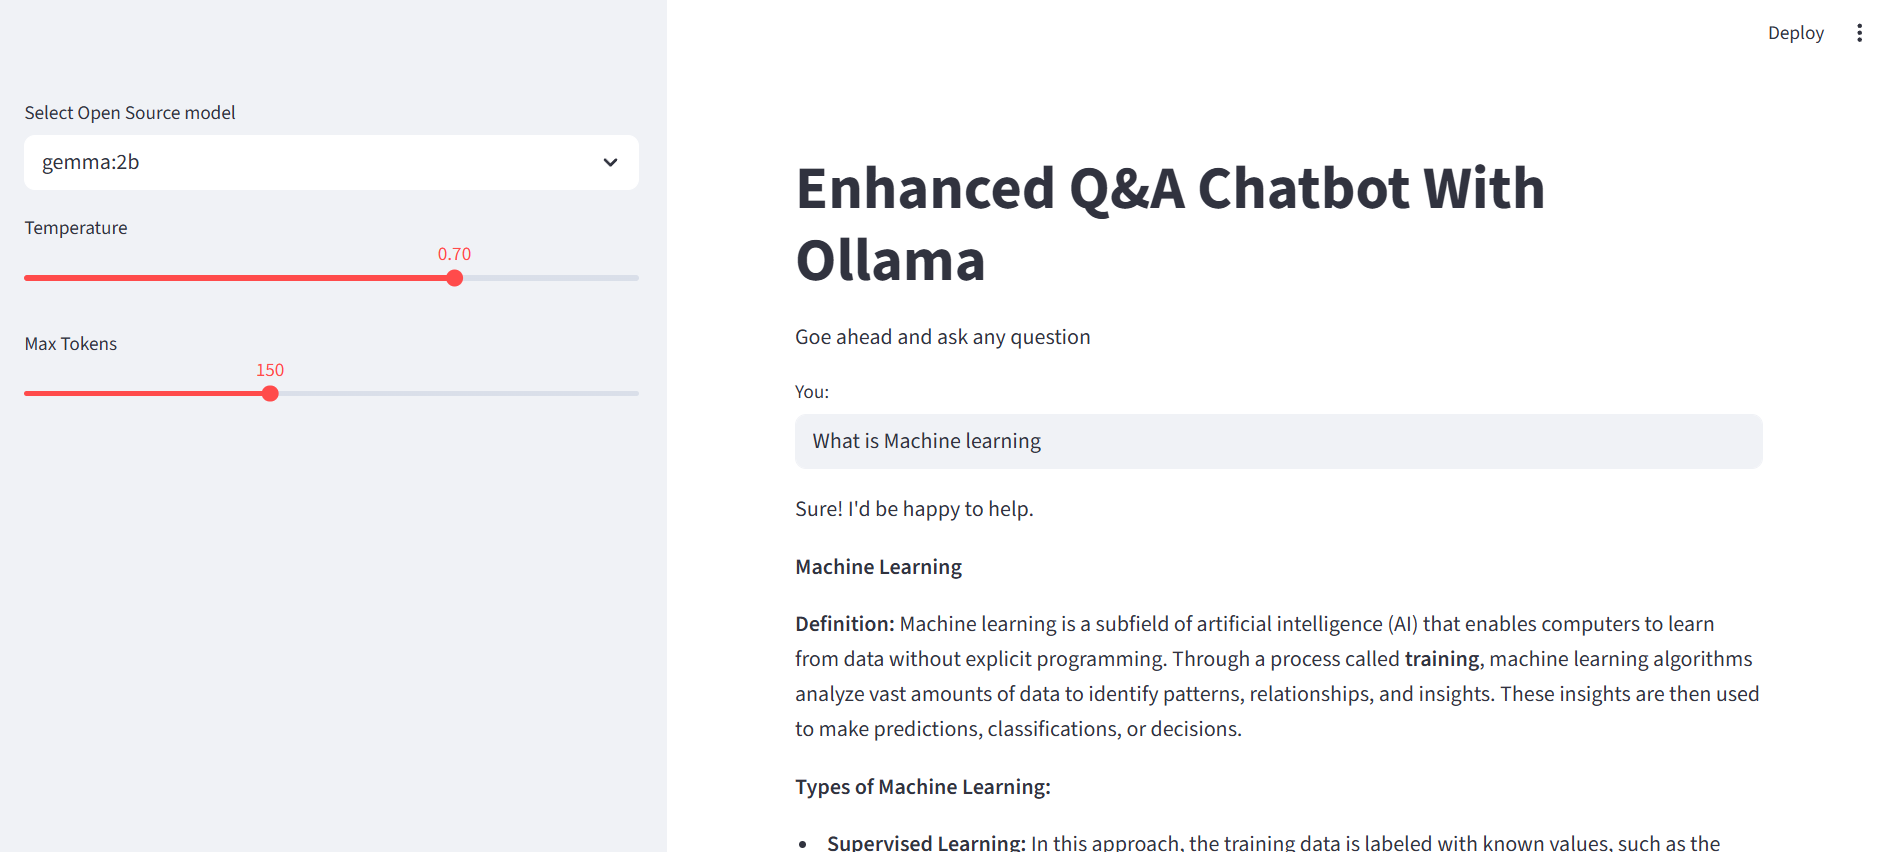 Deploy
Select Open Source model
gemma:2b
Temperature
0.70
Max Tokens
150
Enhanced Q&A Chatbot With
Ollama
Goe ahead and ask any question
You:
What is Machine learning
Sure! I'd be happy to help.
Machine Learning
Definition: Machine learning is a subfield of artificial intelligence (AI) that enables computers to learn
from data without explicit programming. Through a process called training, machine learning algorithms
analyze vast amounts of data to identify patterns, relationships, and insights. These insights are then used
to make predictions, classifications, or decisions.
Types of Machine Learning:
• Supervised Learning: In this approach, the training data is labeled with known values, such as the